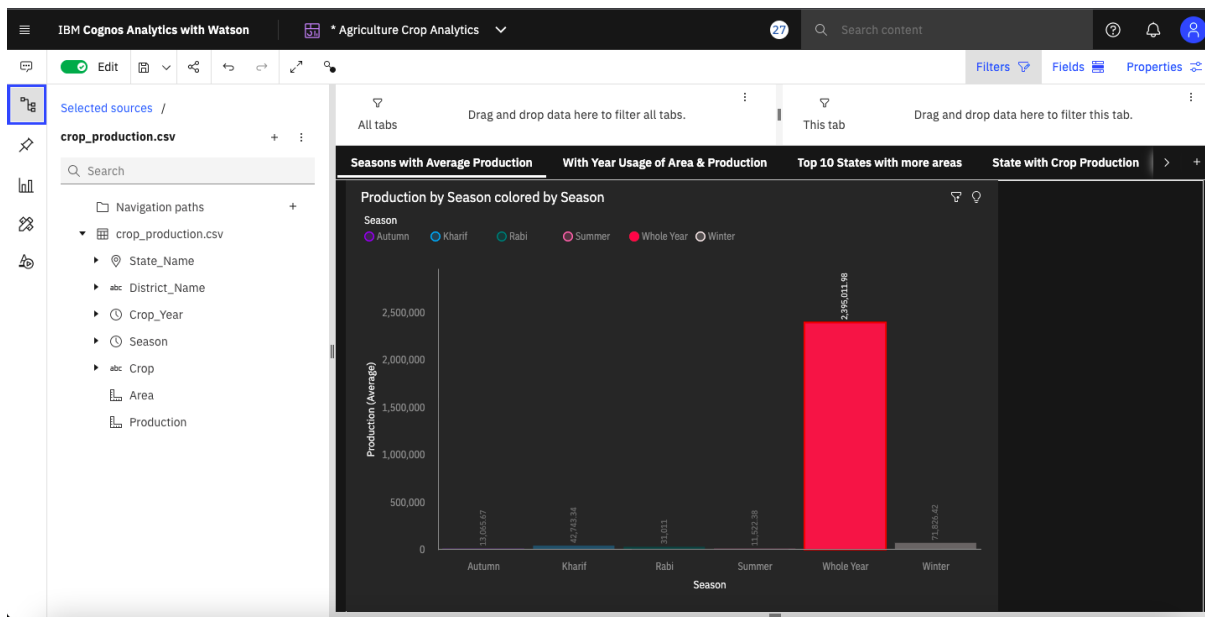 IBM Cognos Analytics with Watson
* Agriculture Crop Analytics
27
Search content
Edit
Filters
Fields
Properties
Selected sources /
crop_production.csv
Search
Navigation paths
crop_production.csv
State_Name
abc District_Name
Crop_Year
Season
abc Crop
Area
Production
All tabs
Drag and drop data here to filter all tabs.
This tab
Drag and drop data here to filter this tab.
Seasons with Average Production
With Year Usage of Area & Production
Top 10 States with more areas
State with Crop Production
Production by Season colored by Season
Season
Autumn Kharif Rabi Summer Whole Year Winter
Production (Average)
2,500,000
2,000,000
1,500,000
1,000,000
500,000
0
13,065.67
42,743.34
31,011
11,522.38
2,395,011.98
71,826.42
Autumn Kharif Rabi Summer Whole Year Winter
Season